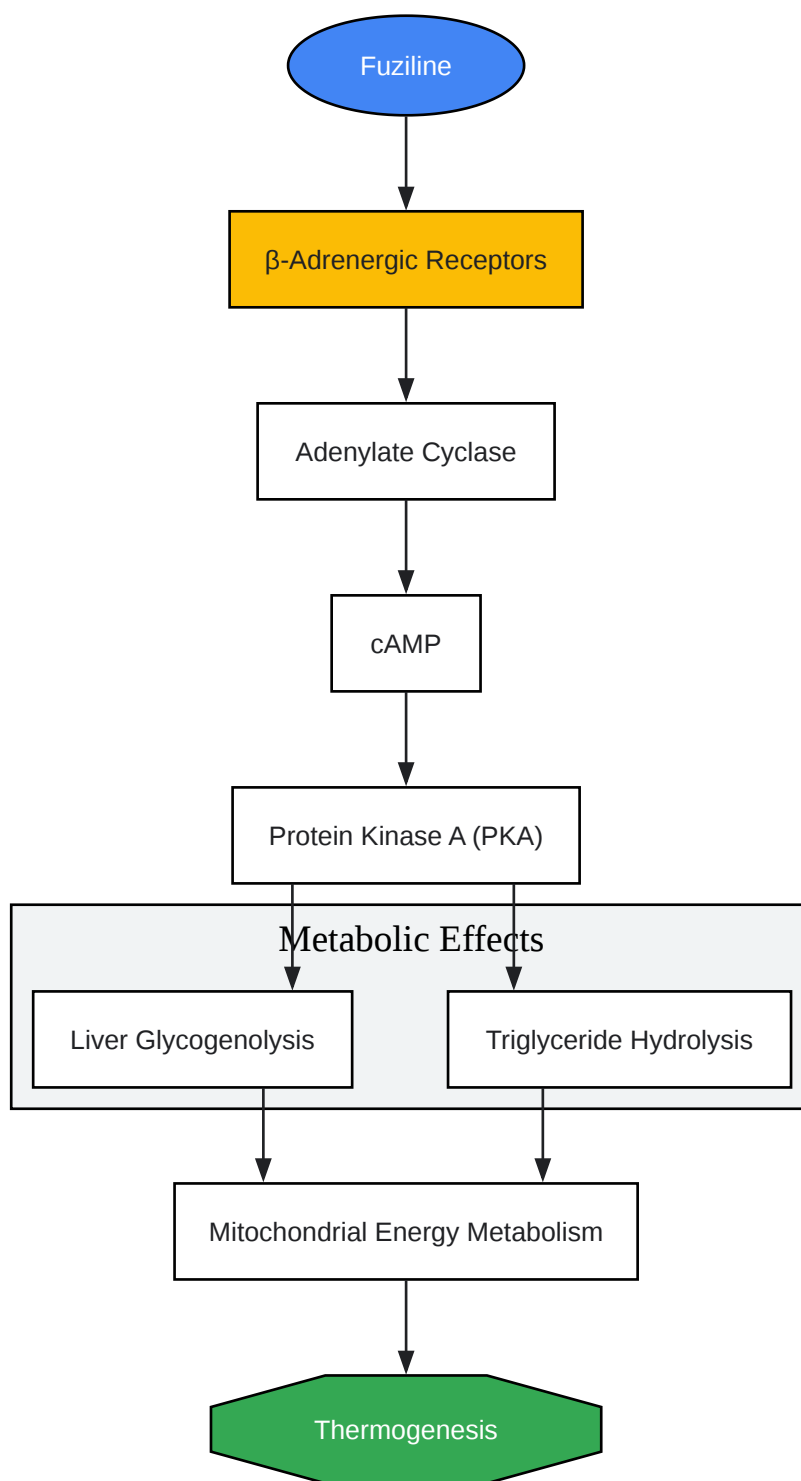 Fuziline
β-Adrenergic Receptors
Adenylate Cyclase
cAMP
Protein Kinase A (PKA)
Metabolic Effects
Liver Glycogenolysis
Triglyceride Hydrolysis
Mitochondrial Energy Metabolism
Thermogenesis